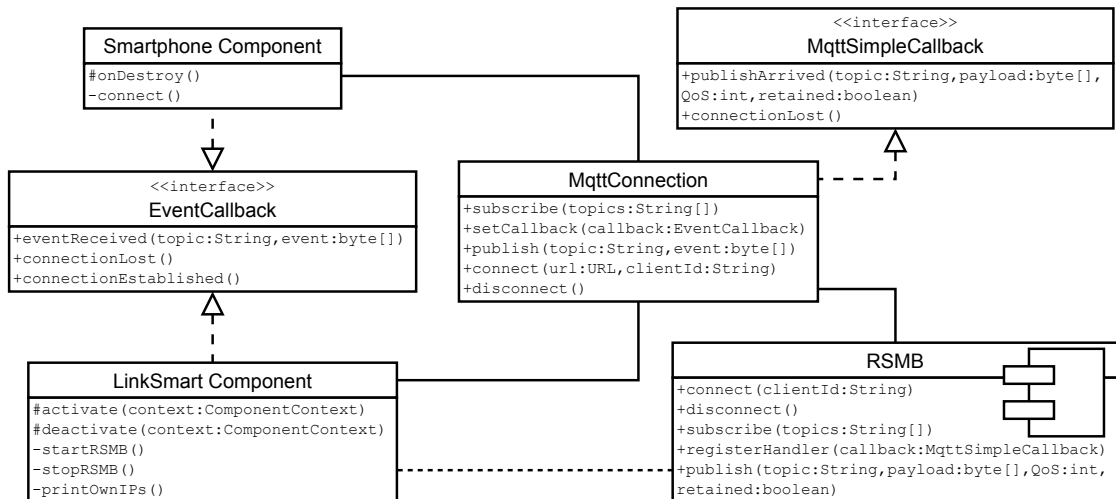 Smartphone Component
#onDestroy()
-connect()
<<interface>>
MqttSimpleCallback
+publishArrived(topic:String,payload:byte[],
QoS:int,retained:boolean)
+connectionLost()
<<interface>>
EventCallback
+eventReceived(topic:String,event:byte[])
+connectionLost()
+connectionEstablished()
MqttConnection
+subscribe(topics:String[])
+setCallback(callback:EventCallback)
+publish(topic:String,event:byte[])
+connect(url:URL,clientId:String)
+disconnect()
LinkSmart Component
#activate(context:ComponentContext)
#deactivate(context:ComponentContext)
-startRSMB()
-stopRSMB()
-printOwnIPs()
RSMB
+connect(clientId:String)
+disconnect()
+subscribe(topics:String[])
+registerHandler(callback:MqttSimpleCallback)
+publish(topic:String,payload:byte[],QoS:int,
retained:boolean)